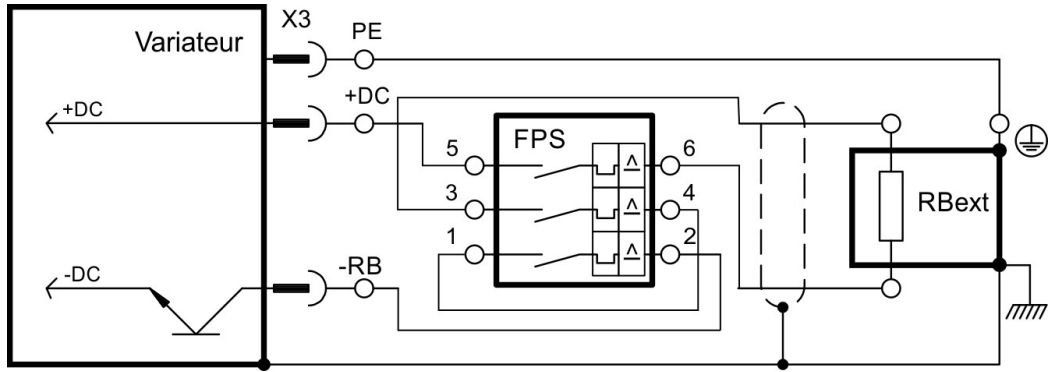 X3
PE
Variateur
+DC
+DC
FPS
5
6
3
4
1
2
RBext
-DC
-RB